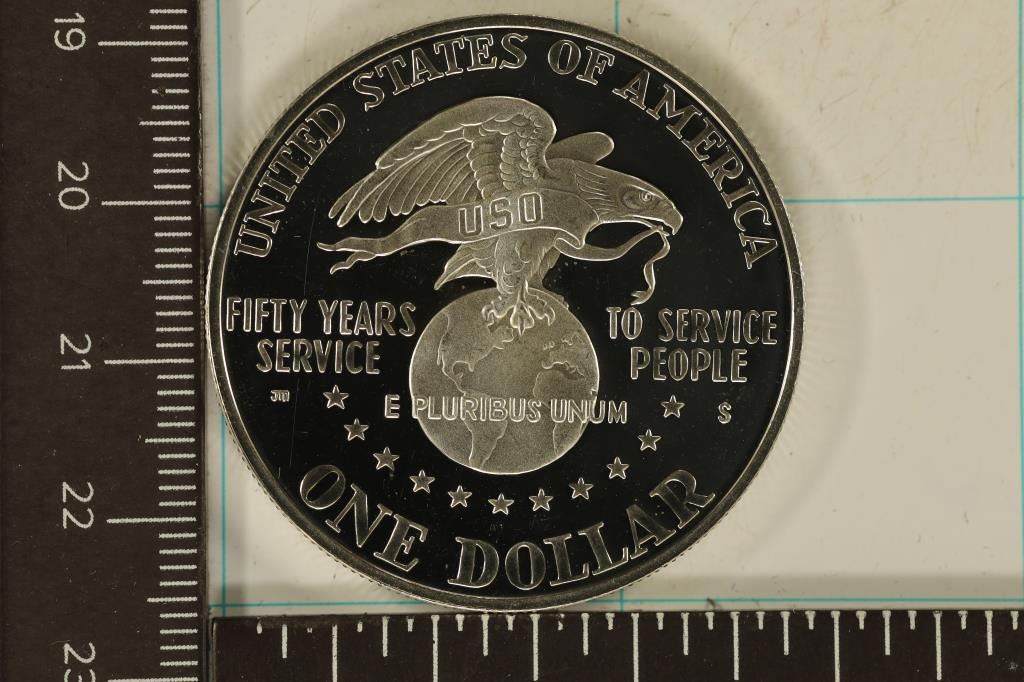 UNITED STATES OF AMERICA
USO
FIFTY YEARS
SERVICE
TO SERVICE
PEOPLE
JM
S
E PLURIBUS UNUM
ONE DOLLAR
19
20
21
22
23